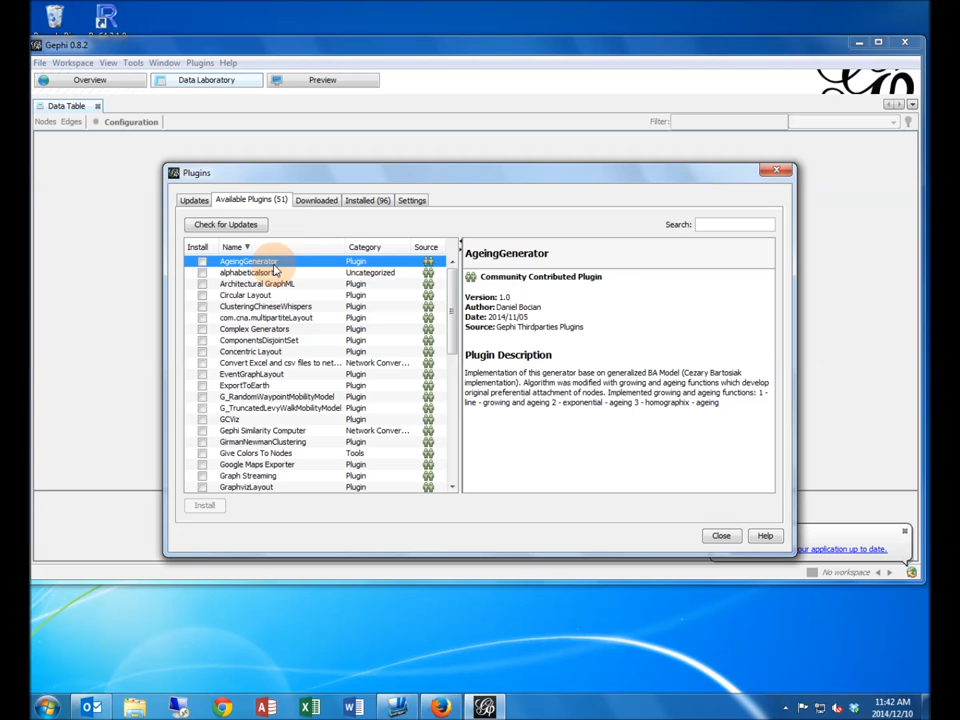 Gephi 0.8.2
File Workspace View Tools Window Plugins Help
Overview Data Laboratory Preview
Data Table
Nodes Edges Configuration Filter:
Plugins
Updates Available Plugins (51) Downloaded Installed (96) Settings
Check for Updates Search:
Install Name Category Source
AgeingGenerator Plugin
alphabeticalsort Uncategorized
Architectural GraphML Plugin
Circular Layout Plugin
ClusteringChineseWhispers Plugin
com.cna.multipartiteLayout Plugin
Complex Generators Plugin
ComponentsDisjointSet Plugin
Concentric Layout Plugin
Convert Excel and csv files to net... Network Conver...
EventGraphLayout Plugin
ExportToEarth Plugin
G_RandomWaypointMobilityModel Plugin
G_TruncatedLevyWalkMobilityModel Plugin
GCViz Plugin
Gephi Similarity Computer Network Conver...
GirmanNewmanClustering Plugin
Give Colors To Nodes Tools
Google Maps Exporter Plugin
Graph Streaming Plugin
GraphvizLayout Plugin
AgeingGenerator
Community Contributed Plugin
Version: 1.0
Author: Daniel Bocian
Date: 2014/11/05
Source: Gephi Thirdparties Plugins
Plugin Description
Implementation of this generator base on generalized BA Model (Cezary Bartosiak
implementation). Algorithm was modified with growing and ageing functions which develop
original preferential attachment of nodes. Implemented growing and ageing functions: 1 -
line - growing and ageing 2 - exponential - ageing 3 - homographix - ageing
Install
Close Help
our application up to date.
No workspace
11:42 AM
2014/12/10